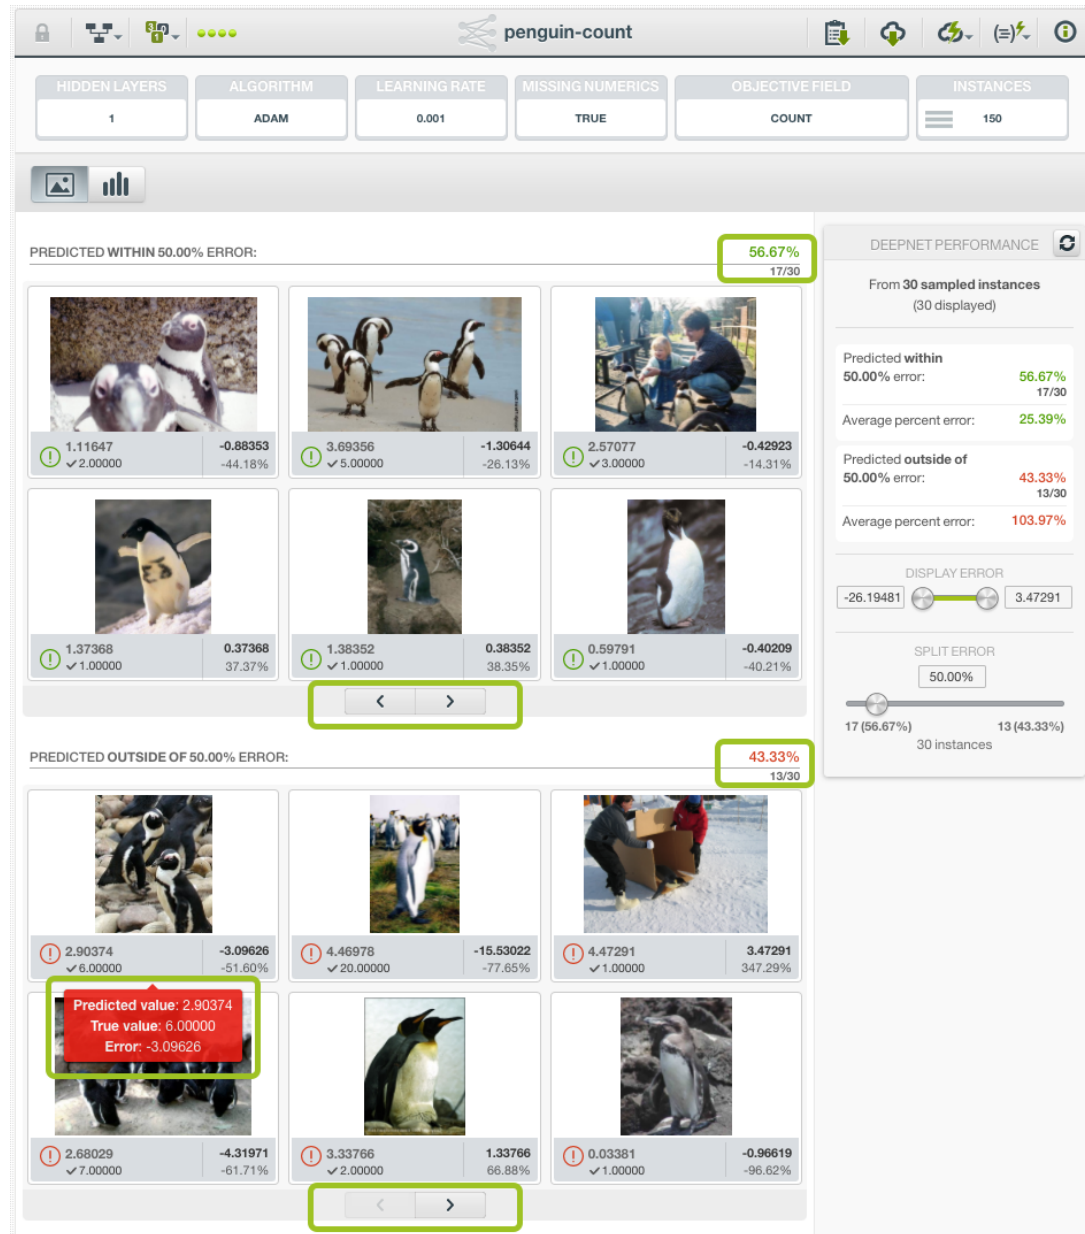 penguin-count
HIDDEN LAYERS
1
ALGORITHM
ADAM
LEARNING RATE
0.001
MISSING NUMERICS
TRUE
OBJECTIVE FIELD
COUNT
INSTANCES
150
PREDICTED WITHIN 50.00% ERROR:
56.67%
17/30
1.11647 -0.88353
2.00000 -44.18%
3.69356 -1.30644
5.00000 -26.13%
2.57077 -0.42923
3.00000 -14.31%
1.37368 0.37368
1.00000 37.37%
1.38352 0.38352
1.00000 38.35%
0.59791 -0.40209
1.00000 -40.21%
PREDICTED OUTSIDE OF 50.00% ERROR:
43.33%
13/30
2.90374 -3.09626
6.00000 -51.60%
4.46978 -15.53022
20.00000 -77.65%
4.47291 3.47291
1.00000 347.29%
Predicted value: 2.90374
True value: 6.00000
Error: -3.09626
2.68029 -4.31971
7.00000 -61.71%
3.33766 1.33766
2.00000 66.88%
0.03381 -0.96619
1.00000 -96.62%
DEEPNET PERFORMANCE
From 30 sampled instances
(30 displayed)
Predicted within
50.00% error: 56.67%
17/30
Average percent error: 25.39%
Predicted outside of
50.00% error: 43.33%
13/30
Average percent error: 103.97%
DISPLAY ERROR
-26.19481 3.47291
SPLIT ERROR
50.00%
17 (56.67%) 13 (43.33%)
30 instances